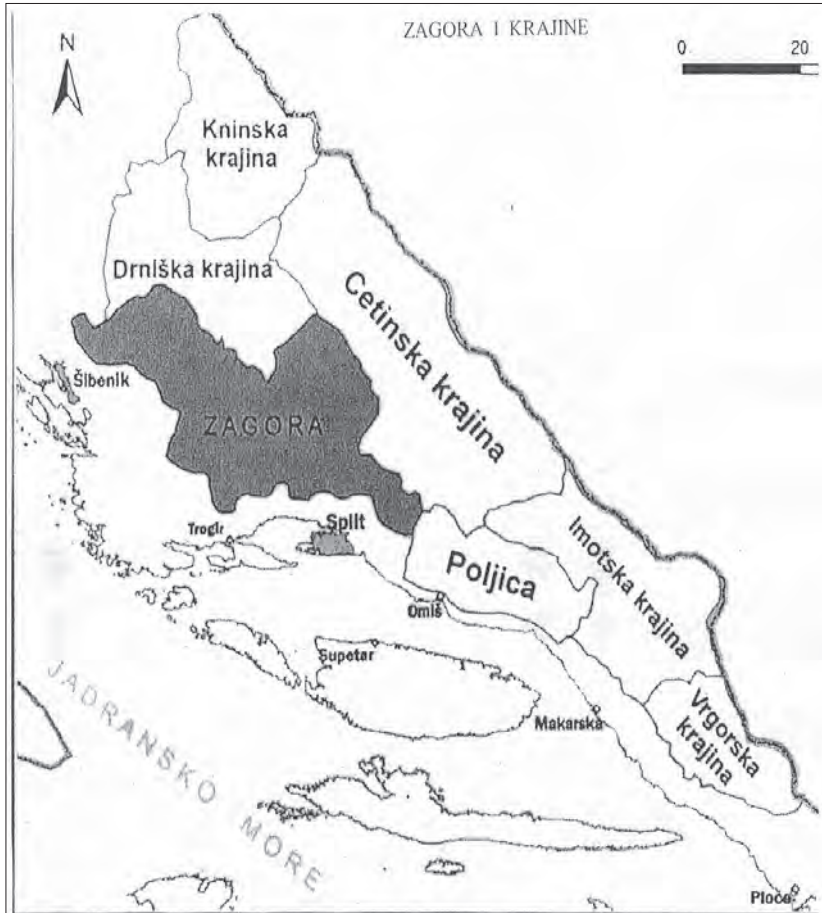 ZAGORA I KRAJINE
N
0 20
Kninska
krajina
Drniška krajina
Cetinska krajina
Šibenik
ZAGORA
Trogir
Split
Poljica
Imotska krajina
Omiš
Supetar
Makarska
Vrgorska
krajina
JADRANSKO MORE
Ploče